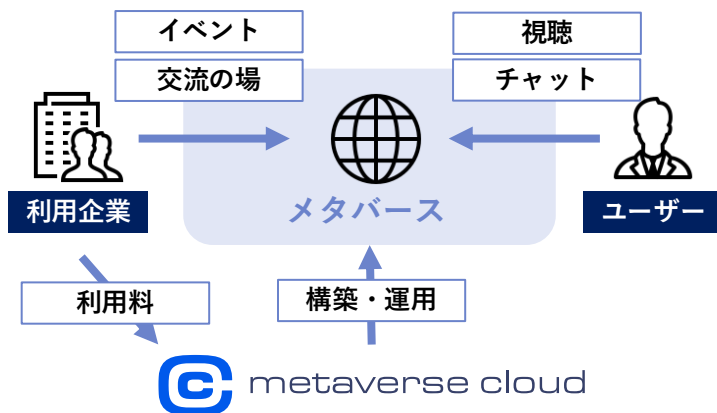 イベント
視聴
交流の場
チャット
利用企業
メタバース
ユーザー
利用料
構築・運用
metaverse cloud